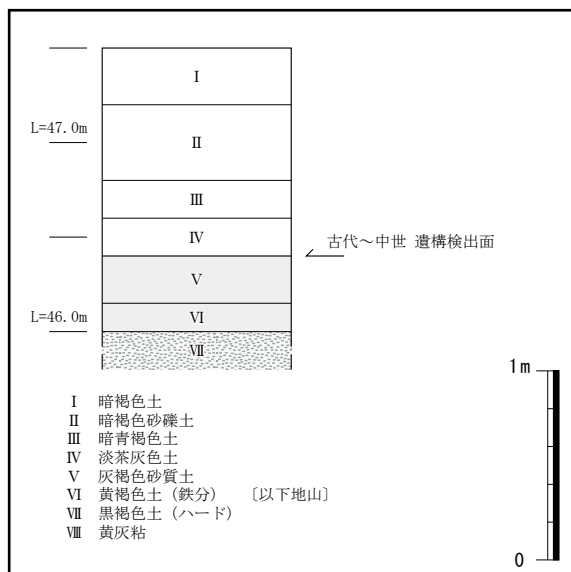 Ⅰ
L=47.0m
Ⅱ
Ⅲ
Ⅳ
古代～中世 遺構検出面
Ⅴ
L=46.0m
Ⅵ
Ⅶ
1m
Ⅰ 暗褐色土
Ⅱ 暗褐色砂礫土
Ⅲ 暗青褐色土
Ⅳ 淡茶灰色土
Ⅴ 灰褐色砂質土
Ⅵ 黄褐色土（鉄分） 〔以下地山〕
Ⅶ 黒褐色土（ハード）
Ⅷ 黄灰粘
0